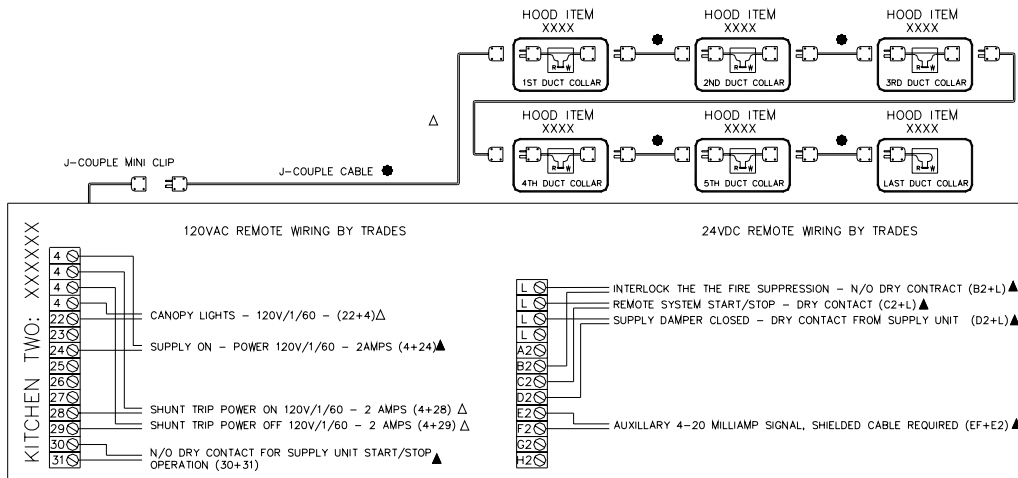 HOOD ITEM
XXXX
HOOD ITEM
XXXX
HOOD ITEM
XXXX
R W
R W
R W
1ST DUCT COLLAR
2ND DUCT COLLAR
3RD DUCT COLLAR
HOOD ITEM
XXXX
HOOD ITEM
XXXX
HOOD ITEM
XXXX
R W
R W
R W
4TH DUCT COLLAR
5TH DUCT COLLAR
LAST DUCT COLLAR
J-COUPLE MINI CLIP
J-COUPLE CABLE
KITCHEN TWO: XXXXXX
120VAC REMOTE WIRING BY TRADES
4
4
4
4
22
23
24
25
26
27
28
29
30
31
CANOPY LIGHTS - 120V/1/60 - (22+4)
SUPPLY ON - POWER 120V/1/60 - 2AMPS (4+24)
SHUNT TRIP POWER ON 120V/1/60 - 2 AMPS (4+28)
SHUNT TRIP POWER OFF 120V/1/60 - 2 AMPS (4+29)
N/O DRY CONTACT FOR SUPPLY UNIT START/STOP
OPERATION (30+31)
24VDC REMOTE WIRING BY TRADES
L
L
L
L
A2
B2
C2
D2
E2
F2
G2
H2
INTERLOCK THE THE FIRE SUPPRESSION - N/O DRY CONTRACT (B2+L)
REMOTE SYSTEM START/STOP - DRY CONTACT (C2+L)
SUPPLY DAMPER CLOSED - DRY CONTACT FROM SUPPLY UNIT (D2+L)
AUXILLARY 4-20 MILLIAMP SIGNAL, SHIELDED CABLE REQUIRED (EF+E2)